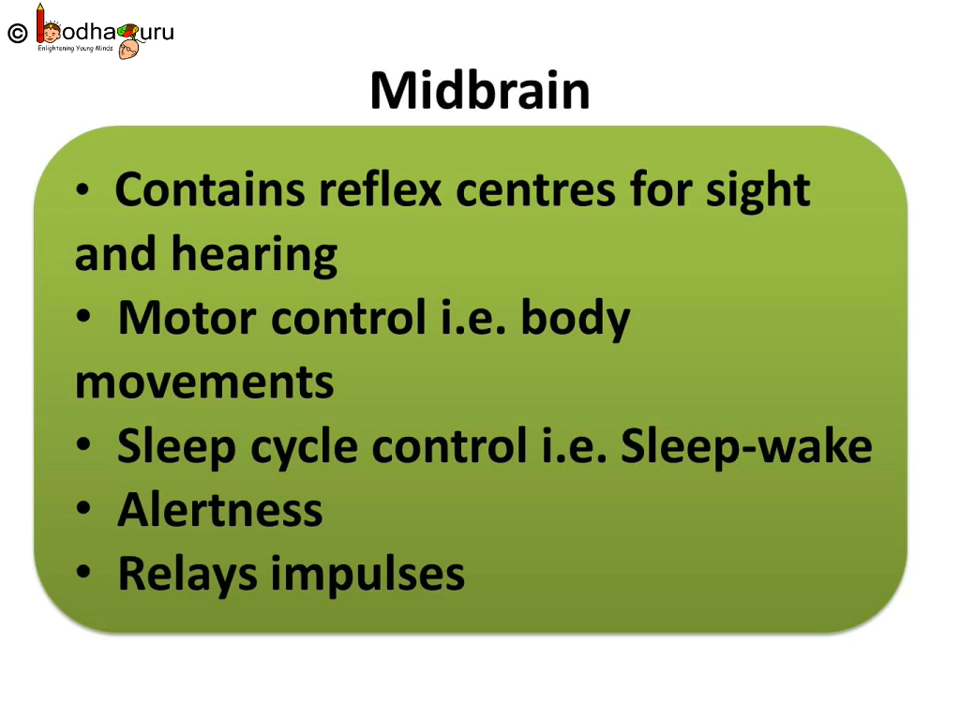 © BodhaGuru
Enlightening Young Minds
Midbrain
• Contains reflex centres for sight
and hearing
• Motor control i.e. body
movements
• Sleep cycle control i.e. Sleep-wake
• Alertness
• Relays impulses